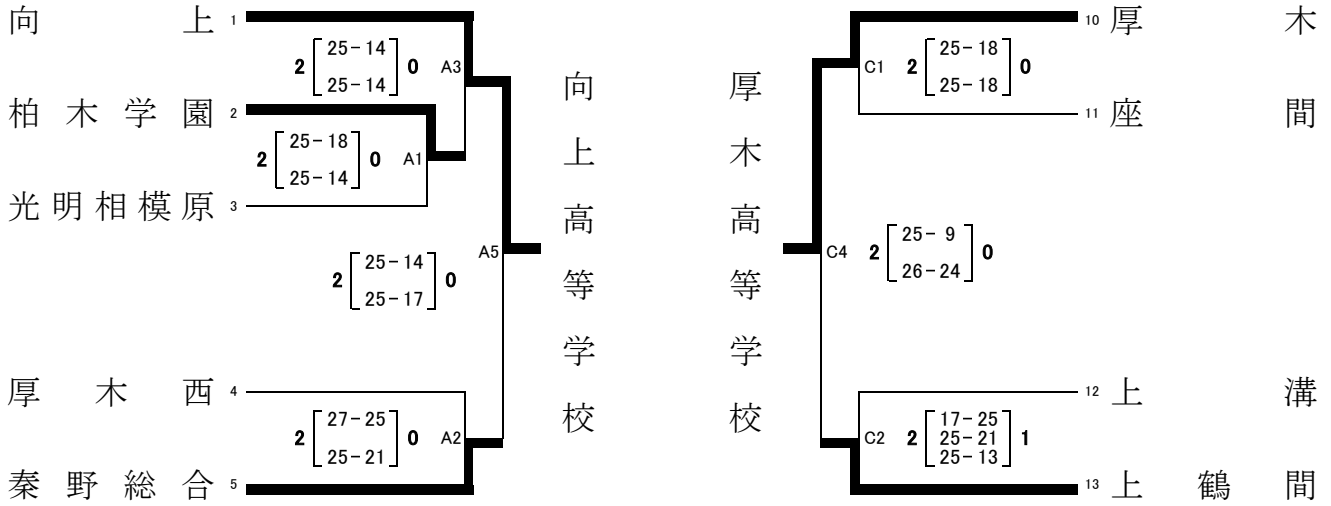 向上 1
2 25-14 0 A3
25-14
柏木学園 2
2 25-18 0 A1
25-14
光明相模原 3
2 25-14 0 A5
25-17
厚木西 4
2 27-25 0 A2
25-21
秦野総合 5
向上高等学校
厚木高等学校
10 厚木
C1 2 25-18 0
25-18
11 座間
C4 2 25-9 0
26-24
12 上溝
C2 2 17-25 1
25-21
25-13
13 上鶴間